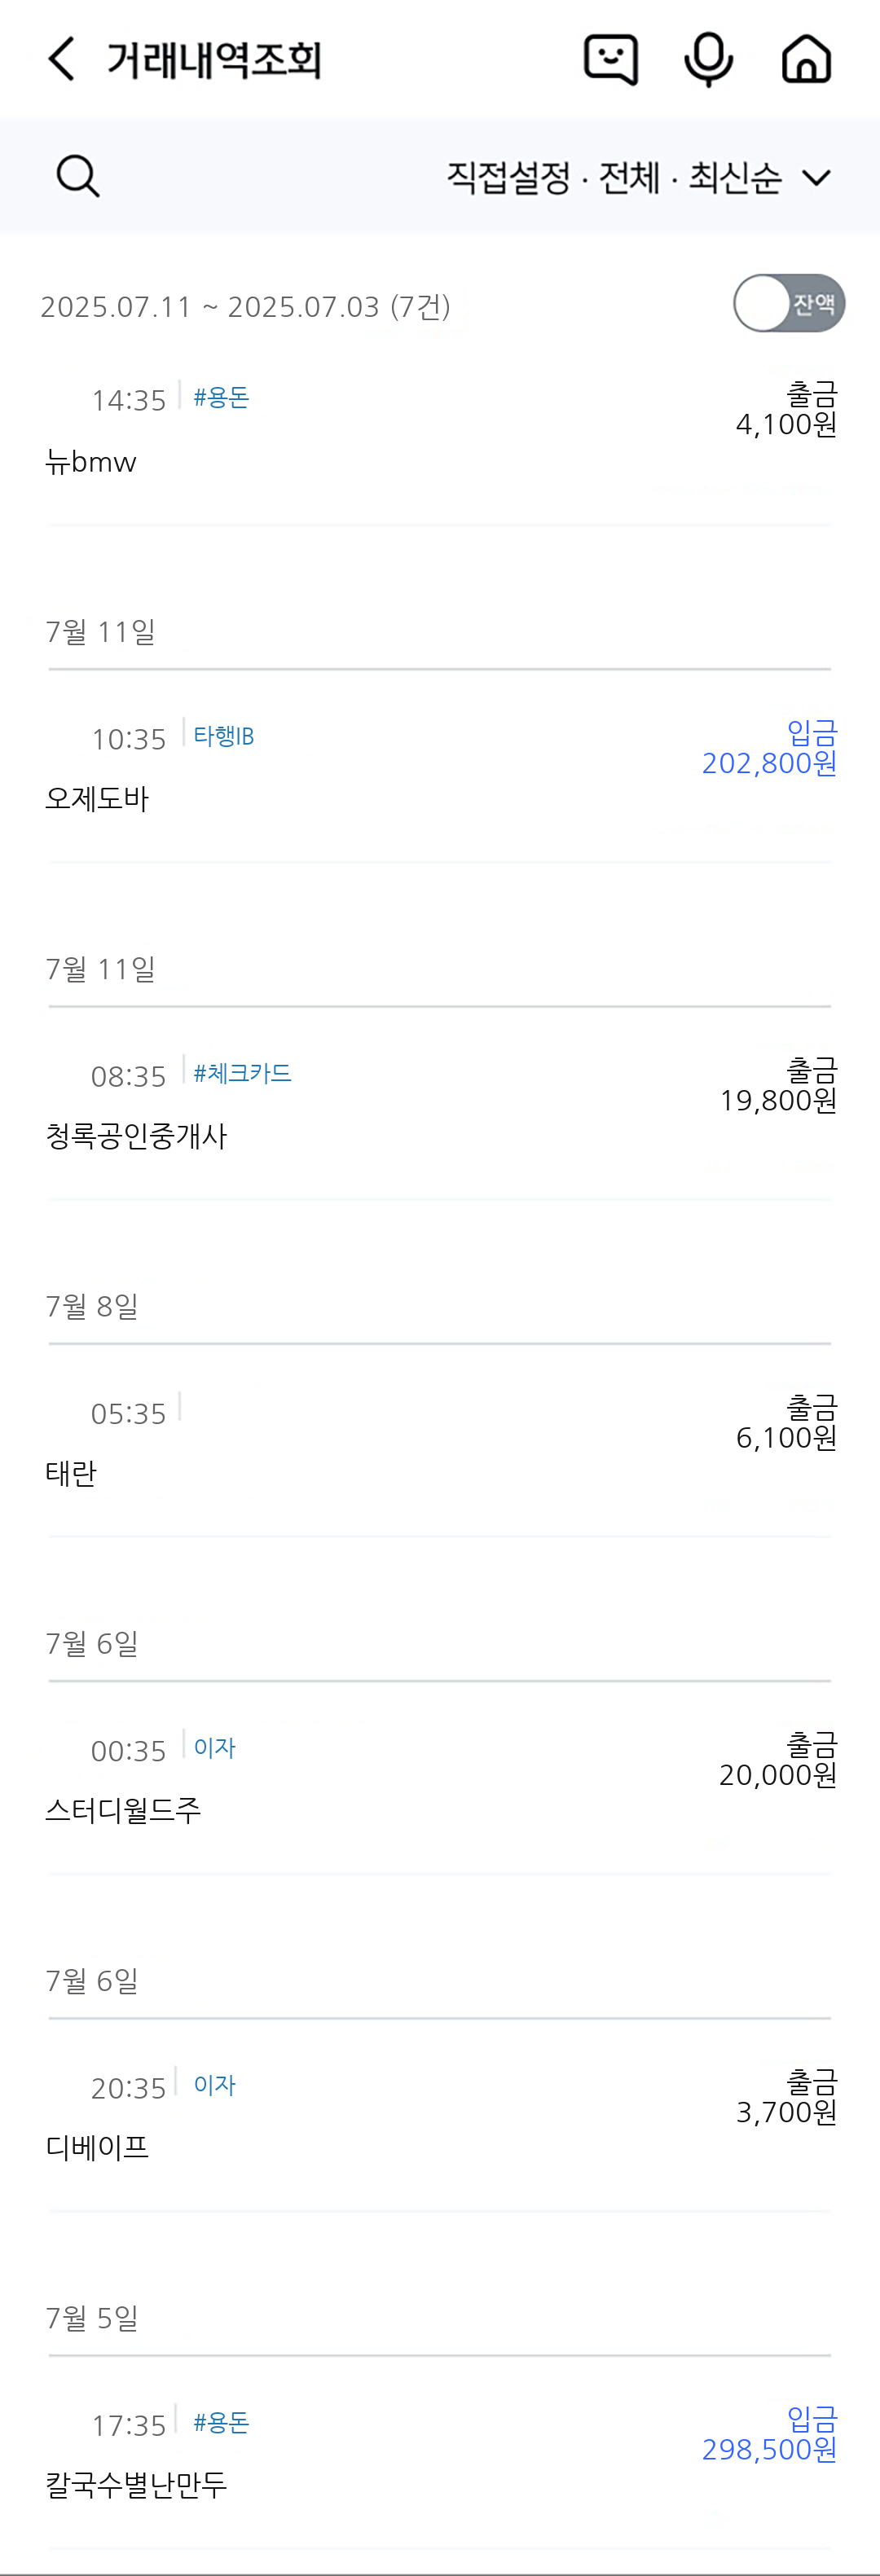 거래내역조회
직접설정 · 전체 · 최신순
2025.07.11 ~ 2025.07.03 (7건)
잔액
14:35 #용돈 출금
4,100원
뉴bmw
7월 11일
10:35 타행IB 입금
202,800원
오제도바
7월 11일
08:35 #체크카드 출금
19,800원
청록공인중개사
7월 8일
05:35 출금
6,100원
태란
7월 6일
00:35 이자 출금
20,000원
스터디월드주
7월 6일
20:35 이자 출금
3,700원
디베이프
7월 5일
17:35 #용돈 입금
298,500원
칼국수별난만두